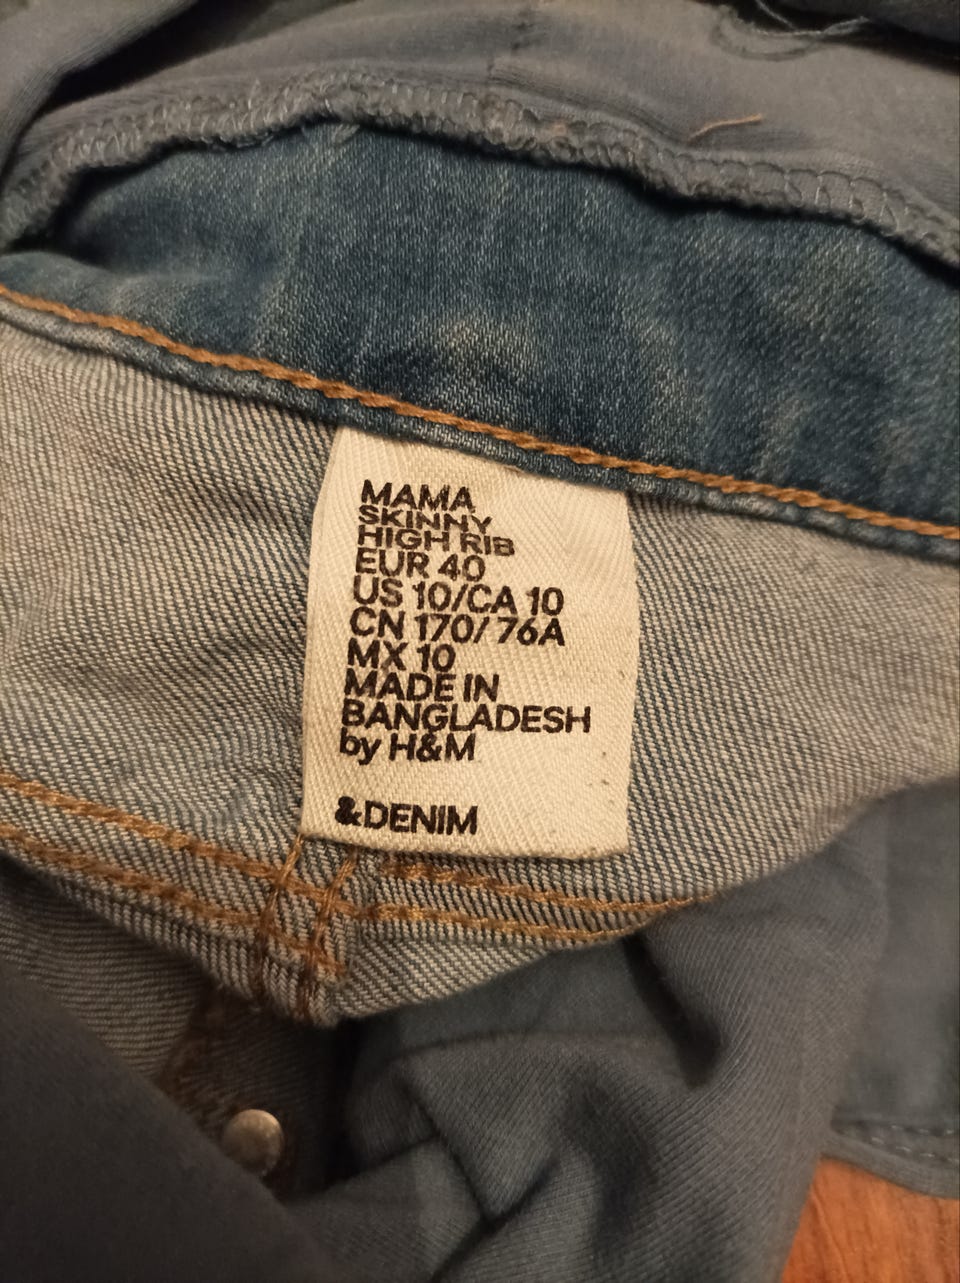 MAMA
SKINNY
HIGH RIB
EUR 40
US 10/CA 10
CN 170/76A
MX 10
MADE IN
BANGLADESH
by H&M
&DENIM